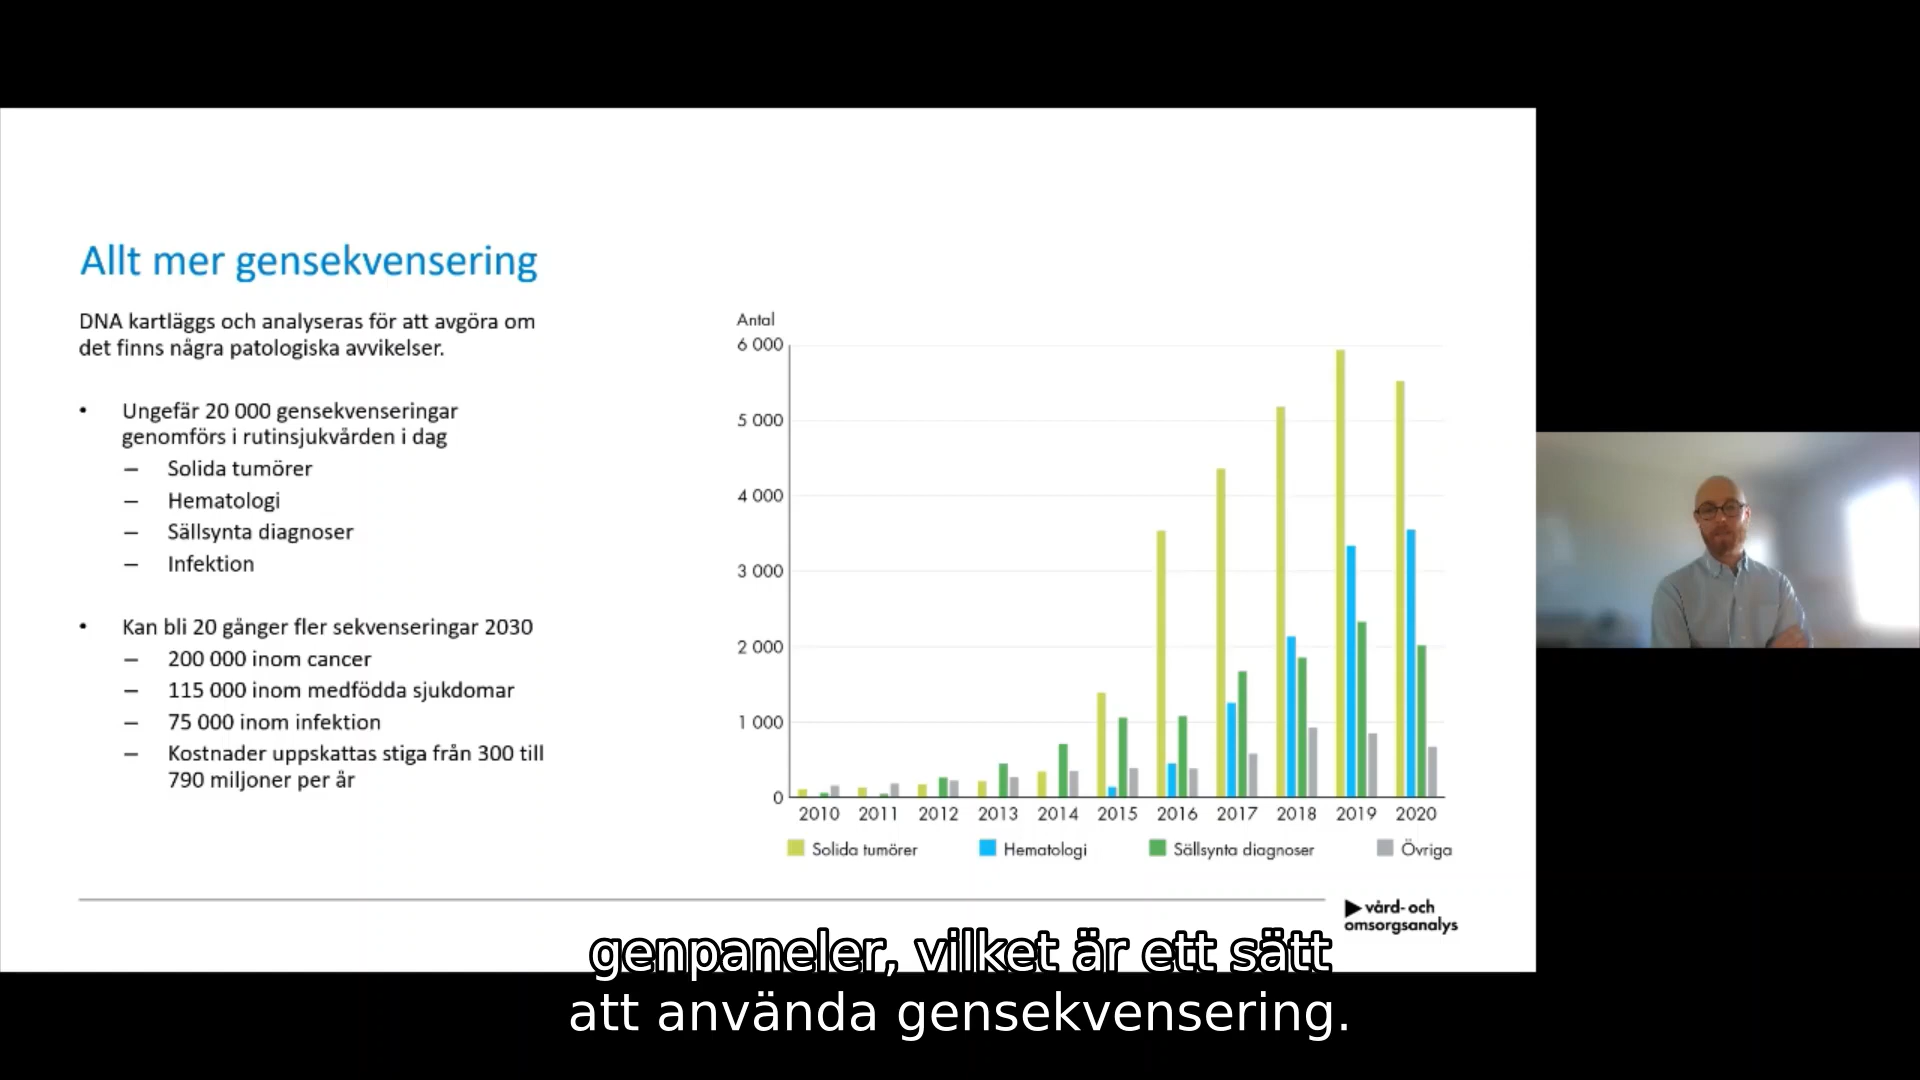 Allt mer gensekvensering
DNA kartläggs och analyseras för att avgöra om
det finns några patologiska avvikelser.
• Ungefär 20 000 gensekvenseringar
genomförs i rutinsjukvården i dag
– Solida tumörer
– Hematologi
– Sällsynta diagnoser
– Infektion
• Kan bli 20 gånger fler sekvenseringar 2030
– 200 000 inom cancer
– 115 000 inom medfödda sjukdomar
– 75 000 inom infektion
– Kostnader uppskattas stiga från 300 till
790 miljoner per år
Antal
6 000
5 000
4 000
3 000
2 000
1 000
0
2010 2011 2012 2013 2014 2015 2016 2017 2018 2019 2020
Solida tumörer Hematologi Sällsynta diagnoser Övriga
vård- och
omsorgsanalys
genpaneler, vilket är ett sätt
att använda gensekvensering.